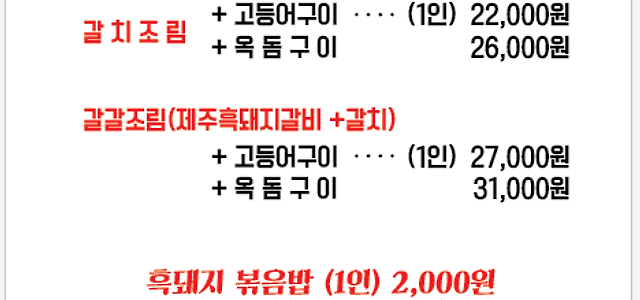 갈 치 조 림
+ 고등어구이 ···· (1인) 22,000원
+ 옥 돔 구 이 26,000원
갈갈조림(제주흑돼지갈비 +갈치)
+ 고등어구이 ···· (1인) 27,000원
+ 옥 돔 구 이 31,000원
흑돼지 볶음밥 (1인) 2,000원